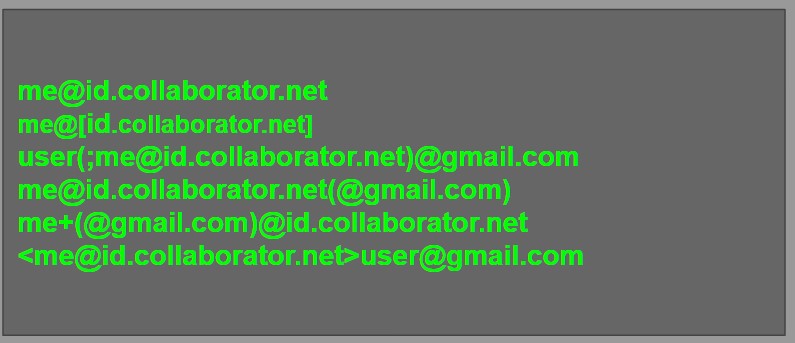 me@id.collaborator.net
me@[id.collaborator.net]
user(;me@id.collaborator.net)@gmail.com
me@id.collaborator.net(@gmail.com)
me+(@gmail.com)@id.collaborator.net
<me@id.collaborator.net>user@gmail.com